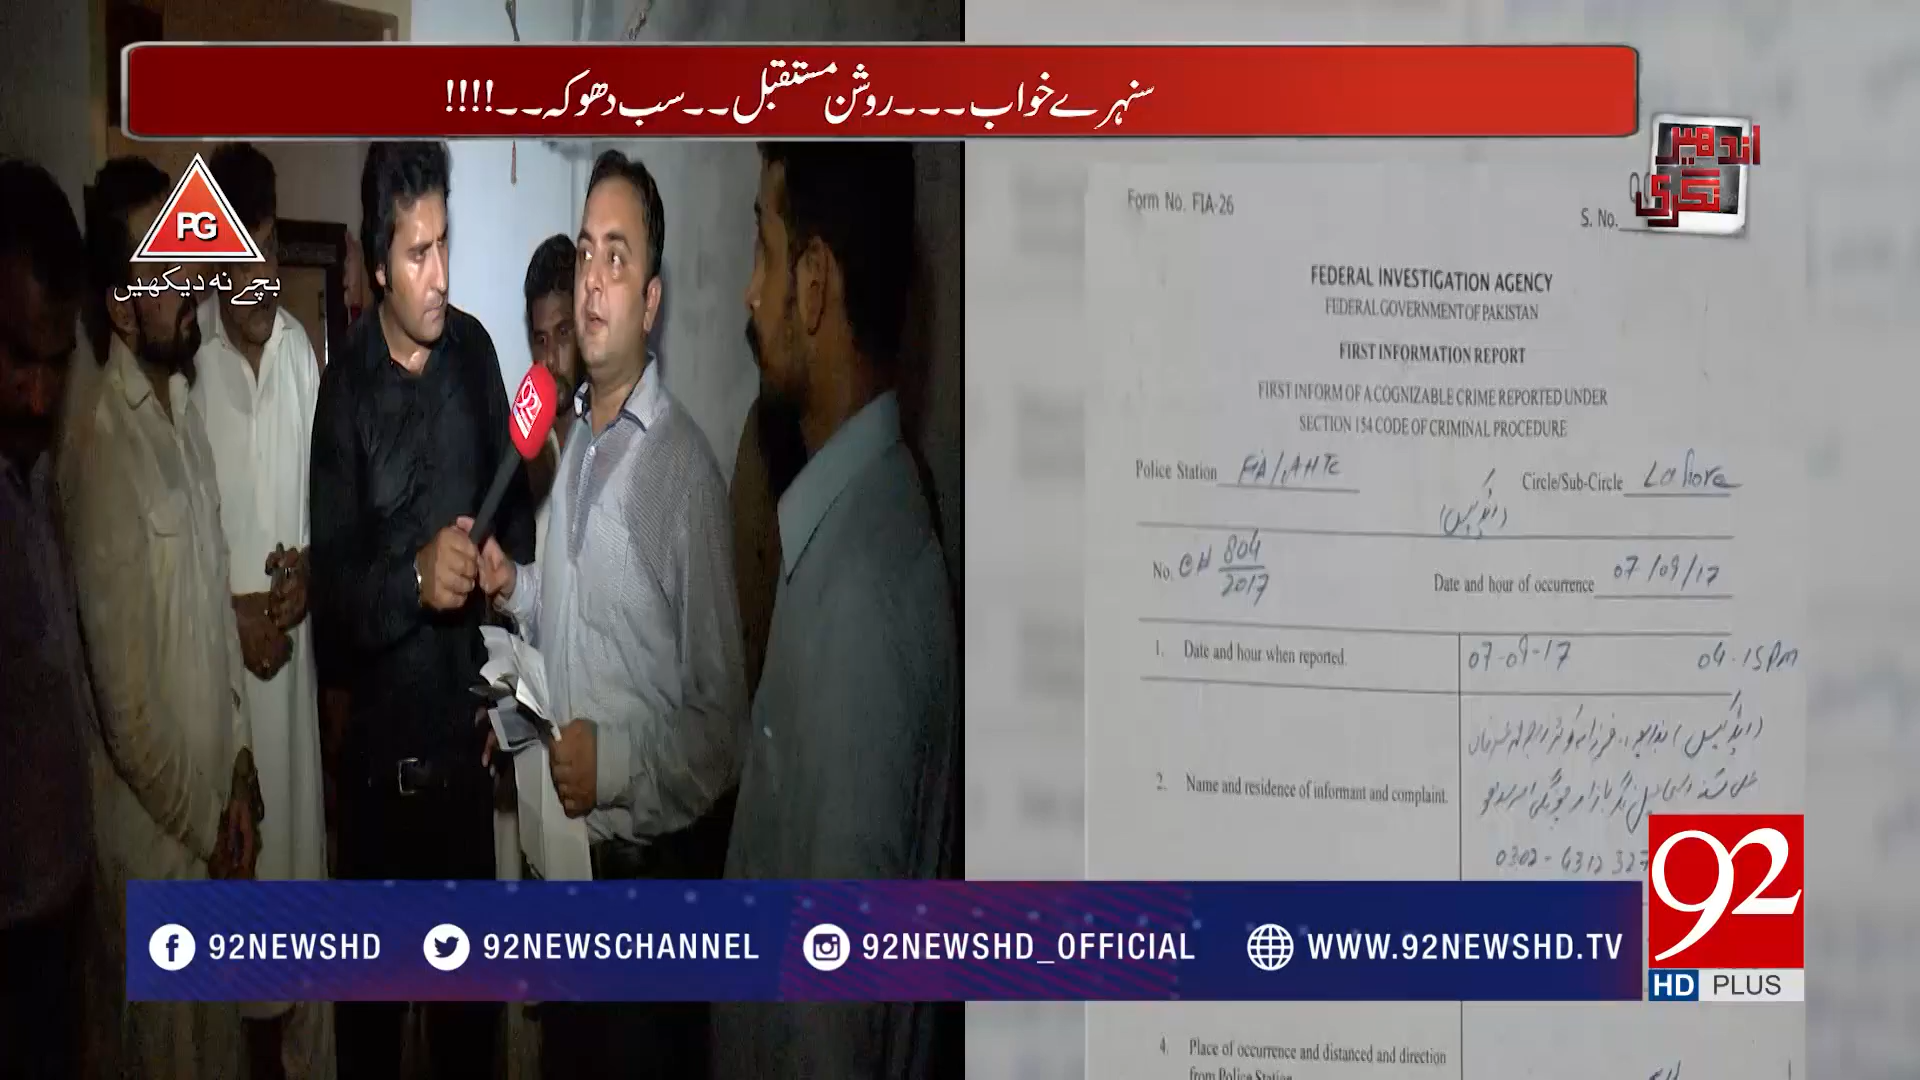 سنہرے خواب۔۔۔روشن مستقبل۔۔سب دھوکہ۔۔!!!!
اندھیر
نگری
PG
بچے نہ دیکھیں
92
Form No. FIA-26
S. No.
FEDERAL INVESTIGATION AGENCY
FEDERAL GOVERNMENT OF PAKISTAN
FIRST INFORMATION REPORT
FIRST INFORM OF A COGNIZABLE CRIME REPORTED UNDER
SECTION 154 CODE OF CRIMINAL PROCEDURE
Police Station FIA/AHTC Circle/Sub-Circle Lahore
No. 804/2017 Date and hour of occurrence 07/09/17
1. Date and hour when reported. 07-09-17 04-15PM
2. Name and residence of informant and complaint.
4. Place of occurrence and distanced and direction
from Police Station
92NEWSHD 92NEWSCHANNEL 92NEWSHD_OFFICIAL WWW.92NEWSHD.TV
92
HD PLUS